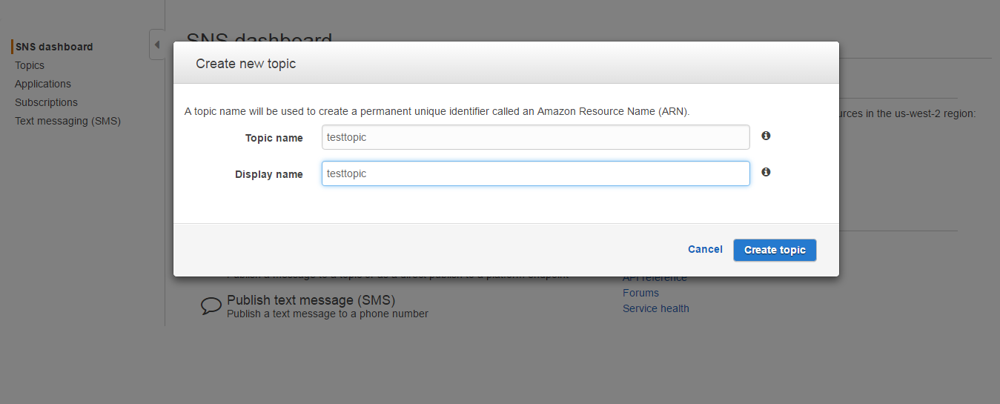 SNS dashboard
Topics
Applications
Subscriptions
Text messaging (SMS)
SNS dashboard
Create new topic
A topic name will be used to create a permanent unique identifier called an Amazon Resource Name (ARN).
Topic name testtopic
Display name testtopic
Cancel Create topic
in the us-west-2 region:
Publish a message to a topic or as a direct publish to a platform endpoint
API reference
Publish text message (SMS)
Publish a text message to a phone number
Forums
Service health